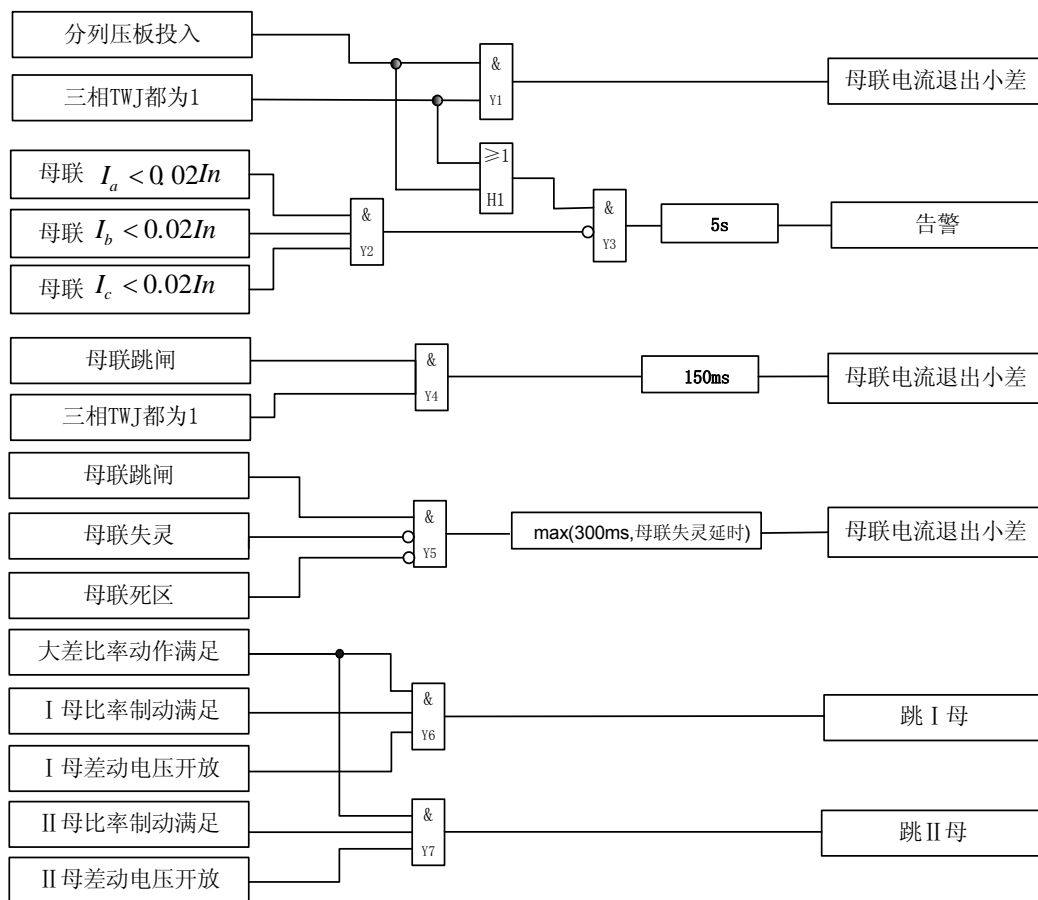 分列压板投入
三相TWJ都为1
&
Y1
母联电流退出小差
母联 Ia <0.02In
母联 Ib <0.02In
母联 Ic <0.02In
&
Y2
≥1
H1
&
Y3
5s
告警
母联跳闸
三相TWJ都为1
&
Y4
150ms
母联电流退出小差
母联跳闸
母联失灵
母联死区
&
Y5
max(300ms,母联失灵延时)
母联电流退出小差
大差比率动作满足
Ⅰ母比率制动满足
Ⅰ母差动电压开放
&
Y6
跳Ⅰ母
Ⅱ母比率制动满足
Ⅱ母差动电压开放
&
Y7
跳Ⅱ母